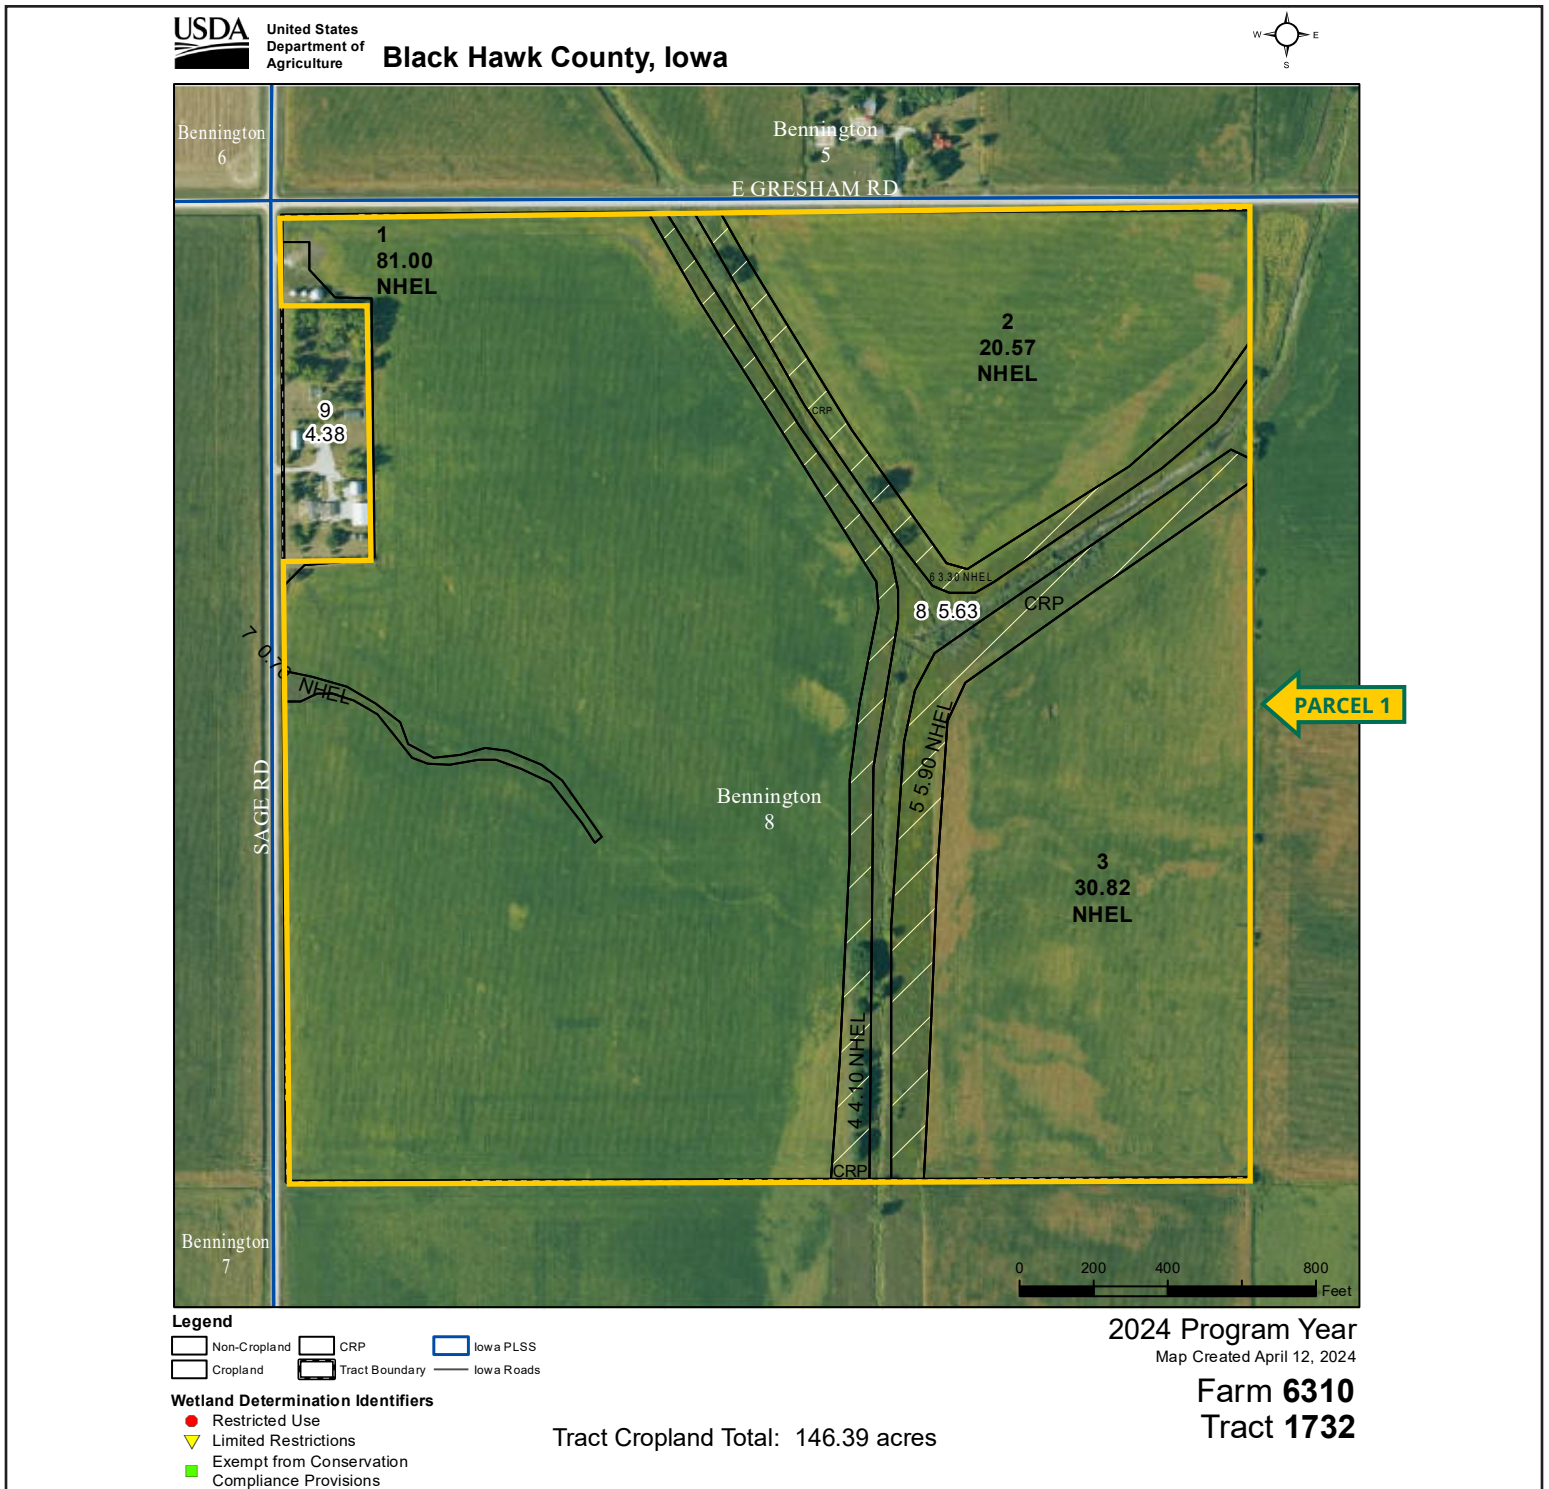 USDA
United States
Department of
Agriculture
Black Hawk County, Iowa
W E
S
Bennington
6
Bennington
5
E GRESHAM RD
1
81.00
NHEL
2
20.57
NHEL
CRP
9
4.38
6 3.30 NHEL
8 5.63
CRP
7 0.70 NHEL
PARCEL 1
5 5.90 NHEL
SAGE RD
Bennington
8
3
30.82
NHEL
4 4.10 NHEL
CRP
Bennington
7
0 200 400 800
Feet
Legend
Non-Cropland CRP Iowa PLSS
Cropland Tract Boundary Iowa Roads
Wetland Determination Identifiers
Restricted Use
Limited Restrictions
Exempt from Conservation
Compliance Provisions
Tract Cropland Total: 146.39 acres
2024 Program Year
Map Created April 12, 2024
Farm 6310
Tract 1732